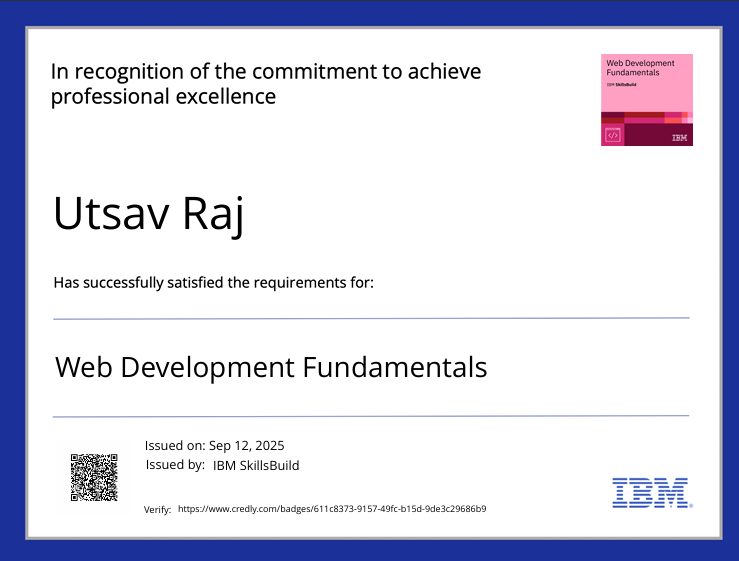 In recognition of the commitment to achieve
professional excellence
Web Development
Fundamentals
IBM SkillsBuild
</>
IBM
Utsav Raj
Has successfully satisfied the requirements for:
Web Development Fundamentals
Issued on: Sep 12, 2025
Issued by: IBM SkillsBuild
Verify: https://www.credly.com/badges/611c8373-9157-49fc-b15d-9de3c29686b9
IBM®